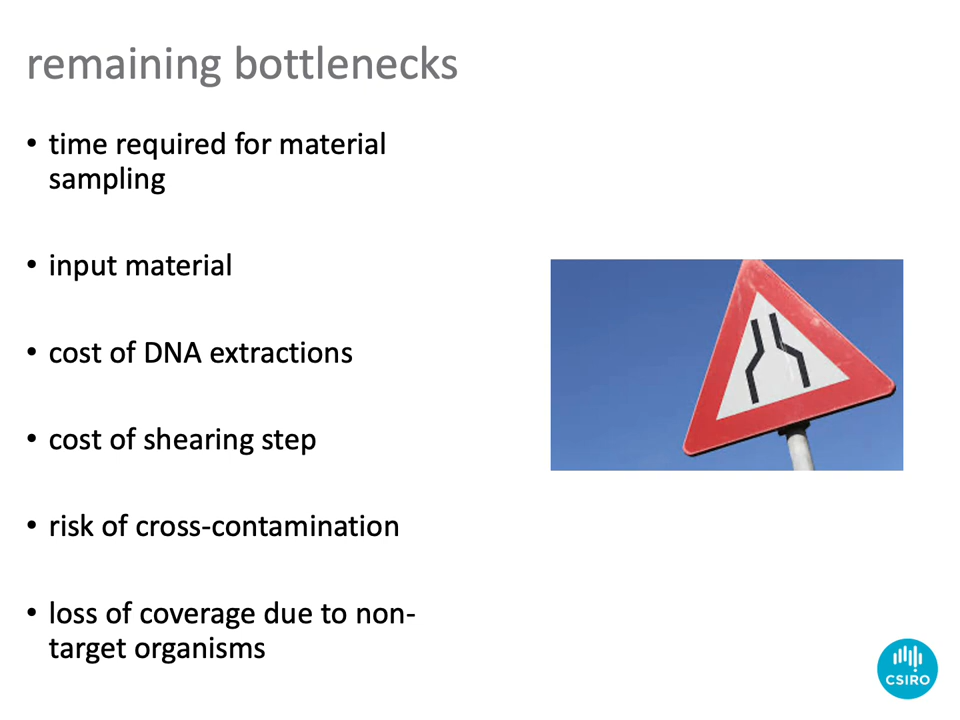 remaining bottlenecks
• time required for material
sampling
• input material
• cost of DNA extractions
• cost of shearing step
• risk of cross-contamination
• loss of coverage due to non-
target organisms
CSIRO